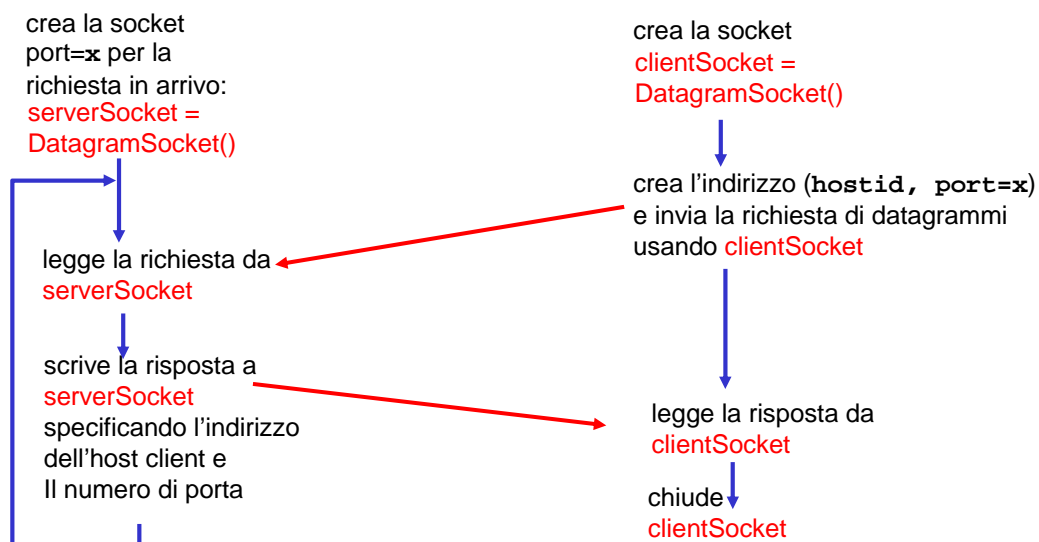 crea la socket
port=x per la
richiesta in arrivo:
serverSocket =
DatagramSocket()
legge la richiesta da
serverSocket
scrive la risposta a
serverSocket
specificando l’indirizzo
dell’host client e
Il numero di porta
crea la socket
clientSocket =
DatagramSocket()
crea l’indirizzo (hostid, port=x)
e invia la richiesta di datagrammi
usando clientSocket
legge la risposta da
clientSocket
chiude
clientSocket